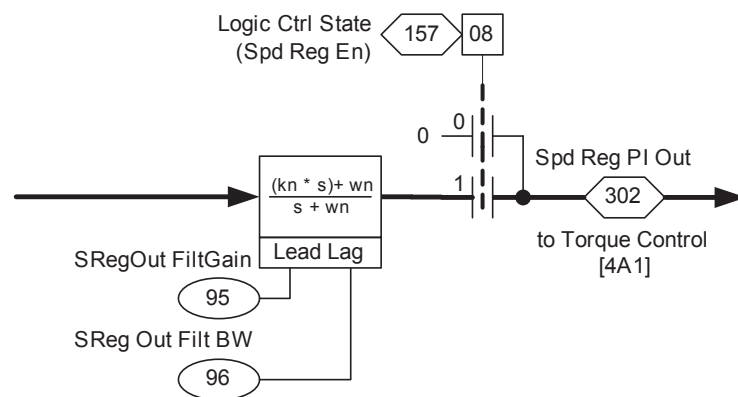 Logic Ctrl State
(Spd Reg En)
157
08
0
0
Spd Reg PI Out
(kn * s)+ wn
s + wn
1
302
Lead Lag
to Torque Control
[4A1]
SRegOut FiltGain
95
SReg Out Filt BW
96